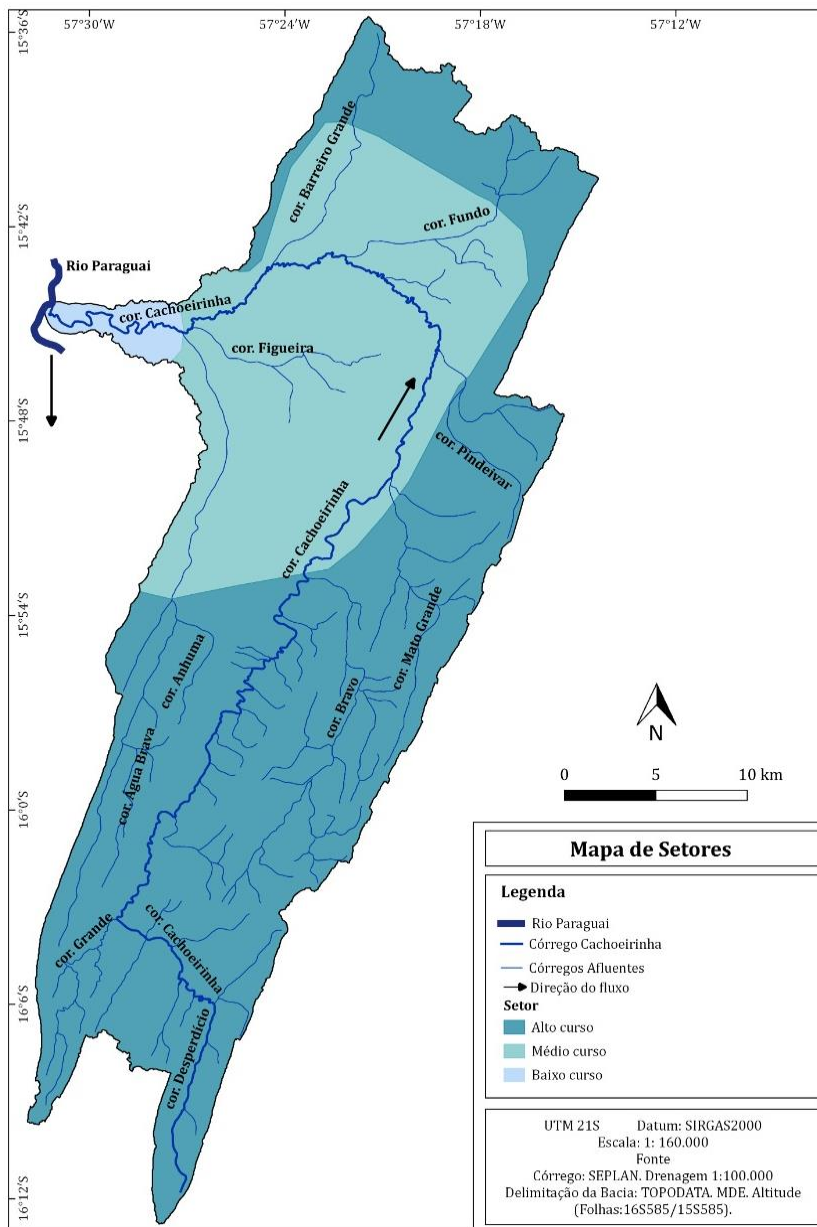 57°30′W 57°24′W 57°18′W 57°12′W
15°36′S
15°42′S
15°48′S
15°54′S
16°0′S
16°6′S
16°12′S
cor. Barreiro Grande
cor. Fundo
Rio Paraguai
cor. Cachoeirinha
cor. Figueira
cor. Pindeivar
cor. Cachoeirinha
cor. Mato Grande
cor. Anhuma
cor. Bravo
cor. Água Brava
cor. Grande
cor. Cachoeirinha
cor. Desperdício
N
0 5 10 km
Mapa de Setores
Legenda
Rio Paraguai
Córrego Cachoeirinha
Córregos Afluentes
Direção do fluxo
Setor
Alto curso
Médio curso
Baixo curso
UTM 21S Datum: SIRGAS2000
Escala: 1: 160.000
Fonte
Córrego: SEPLAN. Drenagem 1:100.000
Delimitação da Bacia: TOPODATA. MDE. Altitude
(Folhas:16S585/15S585).